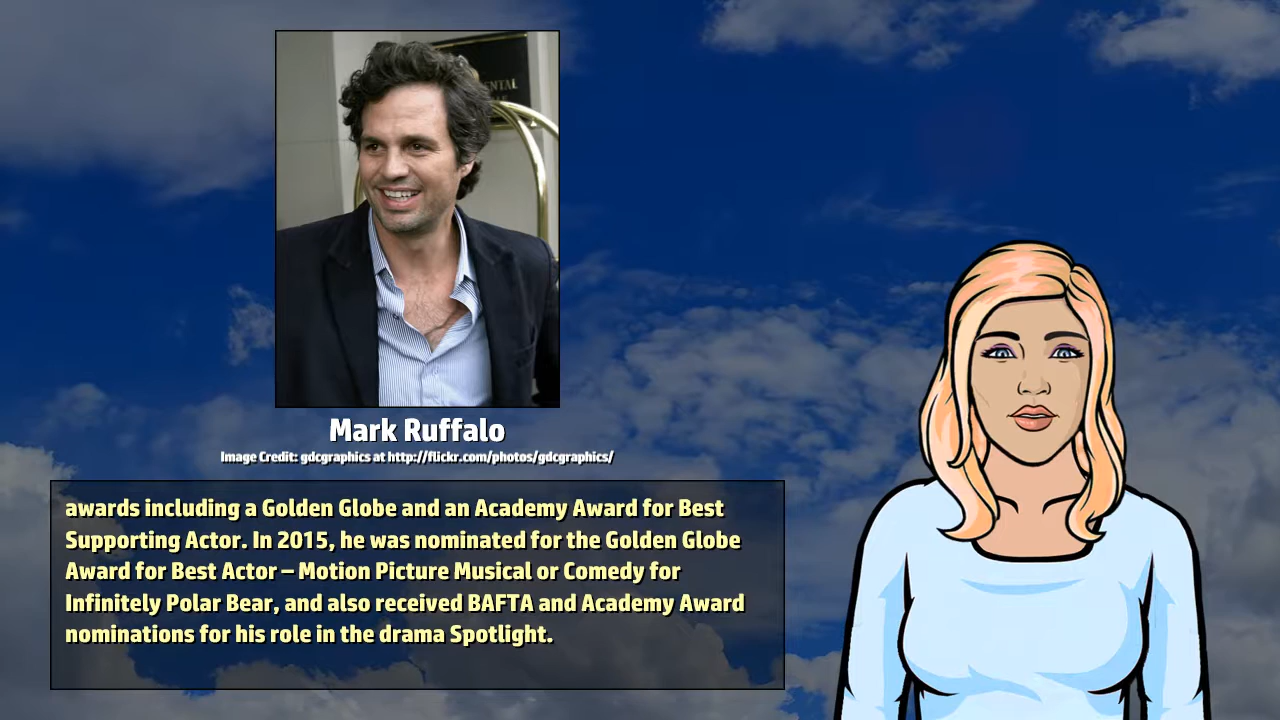 Mark Ruffalo
Image Credit: gdcgraphics at http://flickr.com/photos/gdcgraphics/
awards including a Golden Globe and an Academy Award for Best
Supporting Actor. In 2015, he was nominated for the Golden Globe
Award for Best Actor – Motion Picture Musical or Comedy for
Infinitely Polar Bear, and also received BAFTA and Academy Award
nominations for his role in the drama Spotlight.